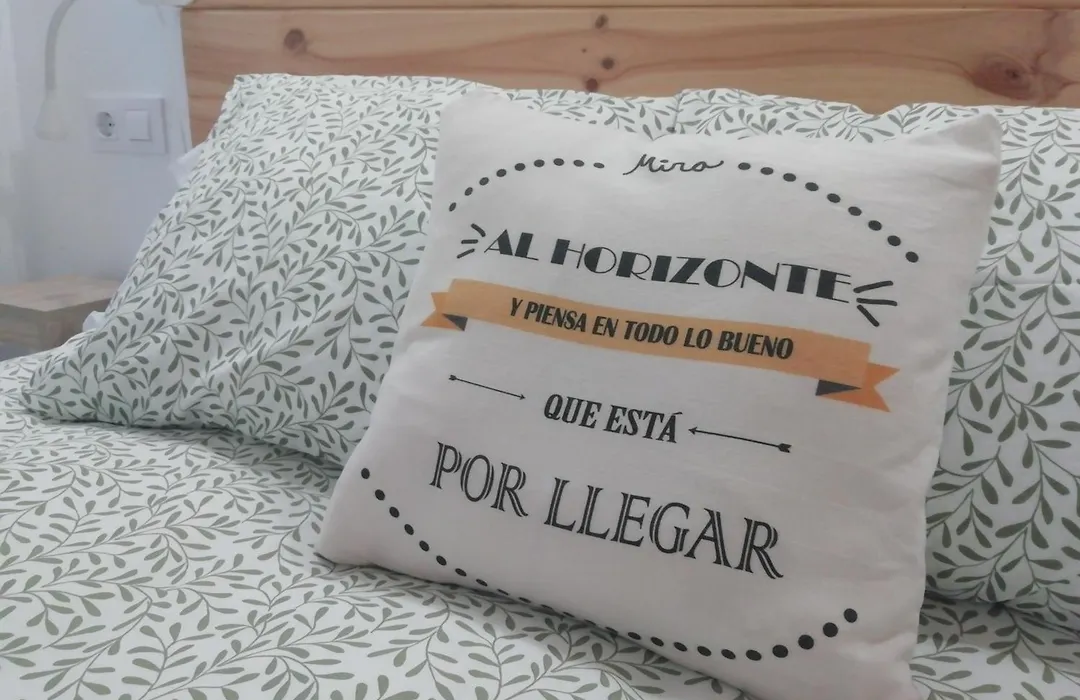 Miro
AL HORIZONTE
Y PIENSA EN TODO LO BUENO
QUE ESTÁ
POR LLEGAR